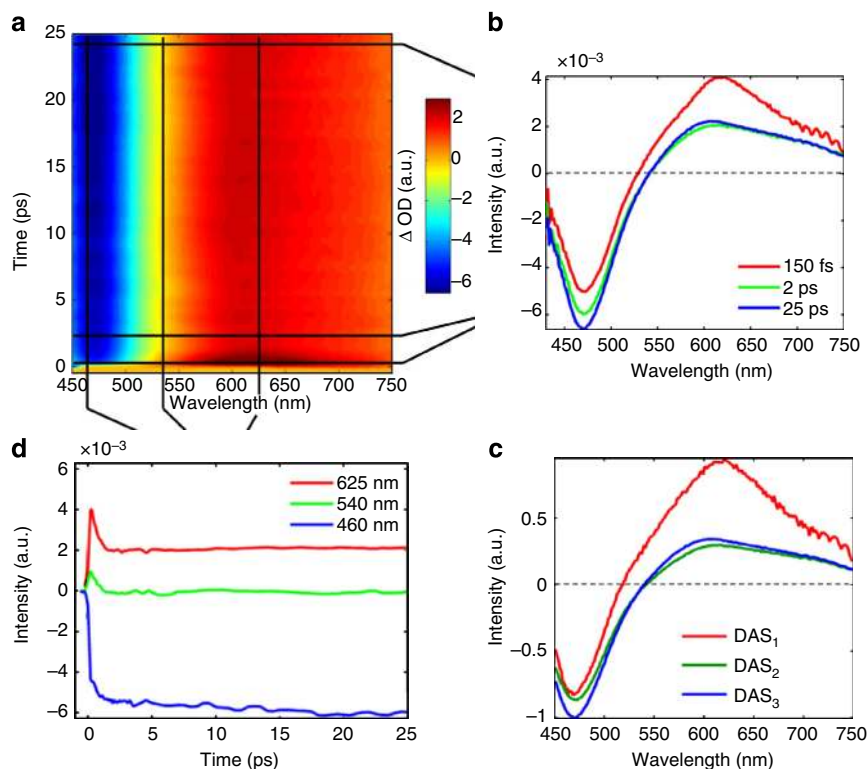 a
25
20
15
10
5
0
Time (ps)
450 500 550 600 650 700 750
Wavelength (nm)
Δ OD (a.u.)
2
0
−2
−4
−6
b
×10−3
4
2
0
−2
−4
−6
Intensity (a.u.)
150 fs
2 ps
25 ps
450 500 550 600 650 700 750
Wavelength (nm)
d
×10−3
6
4
2
0
−2
−4
−6
Intensity (a.u.)
625 nm
540 nm
460 nm
0 5 10 15 20 25
Time (ps)
c
0.5
0
−0.5
−1
Intensity (a.u.)
DAS1
DAS2
DAS3
450 500 550 600 650 700 750
Wavelength (nm)